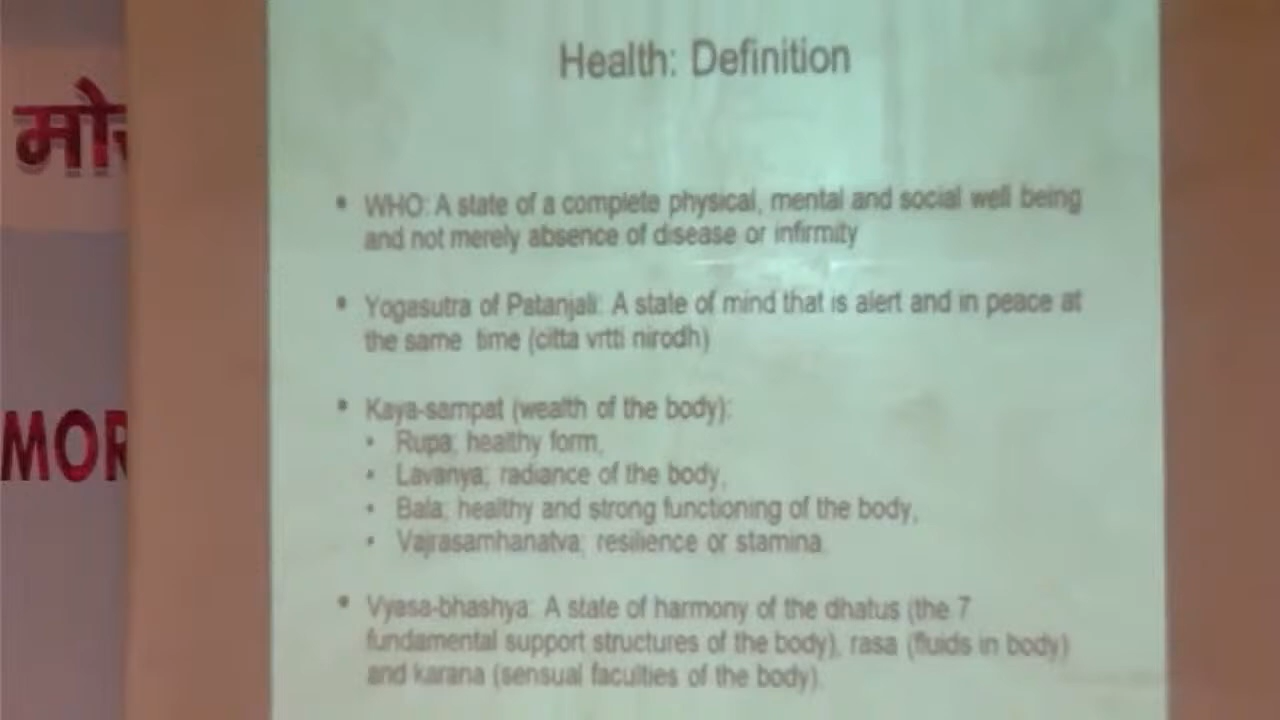 Health: Definition
मो
MOR
• WHO: A state of a complete physical, mental and social well being
and not merely absence of disease or infirmity
• Yogasutra of Patanjali: A state of mind that is alert and in peace at
the same time (citta vrtti nirodh)
• Kaya-sampat (wealth of the body):
• Rupa; healthy form,
• Lavanya; radiance of the body,
• Bala; healthy and strong functioning of the body,
• Vajrasamhanatva; resilience or stamina.
• Vyasa-bhashya: A state of harmony of the dhatus (the 7
fundamental support structures of the body), rasa (fluids in body)
and karana (sensual faculties of the body).